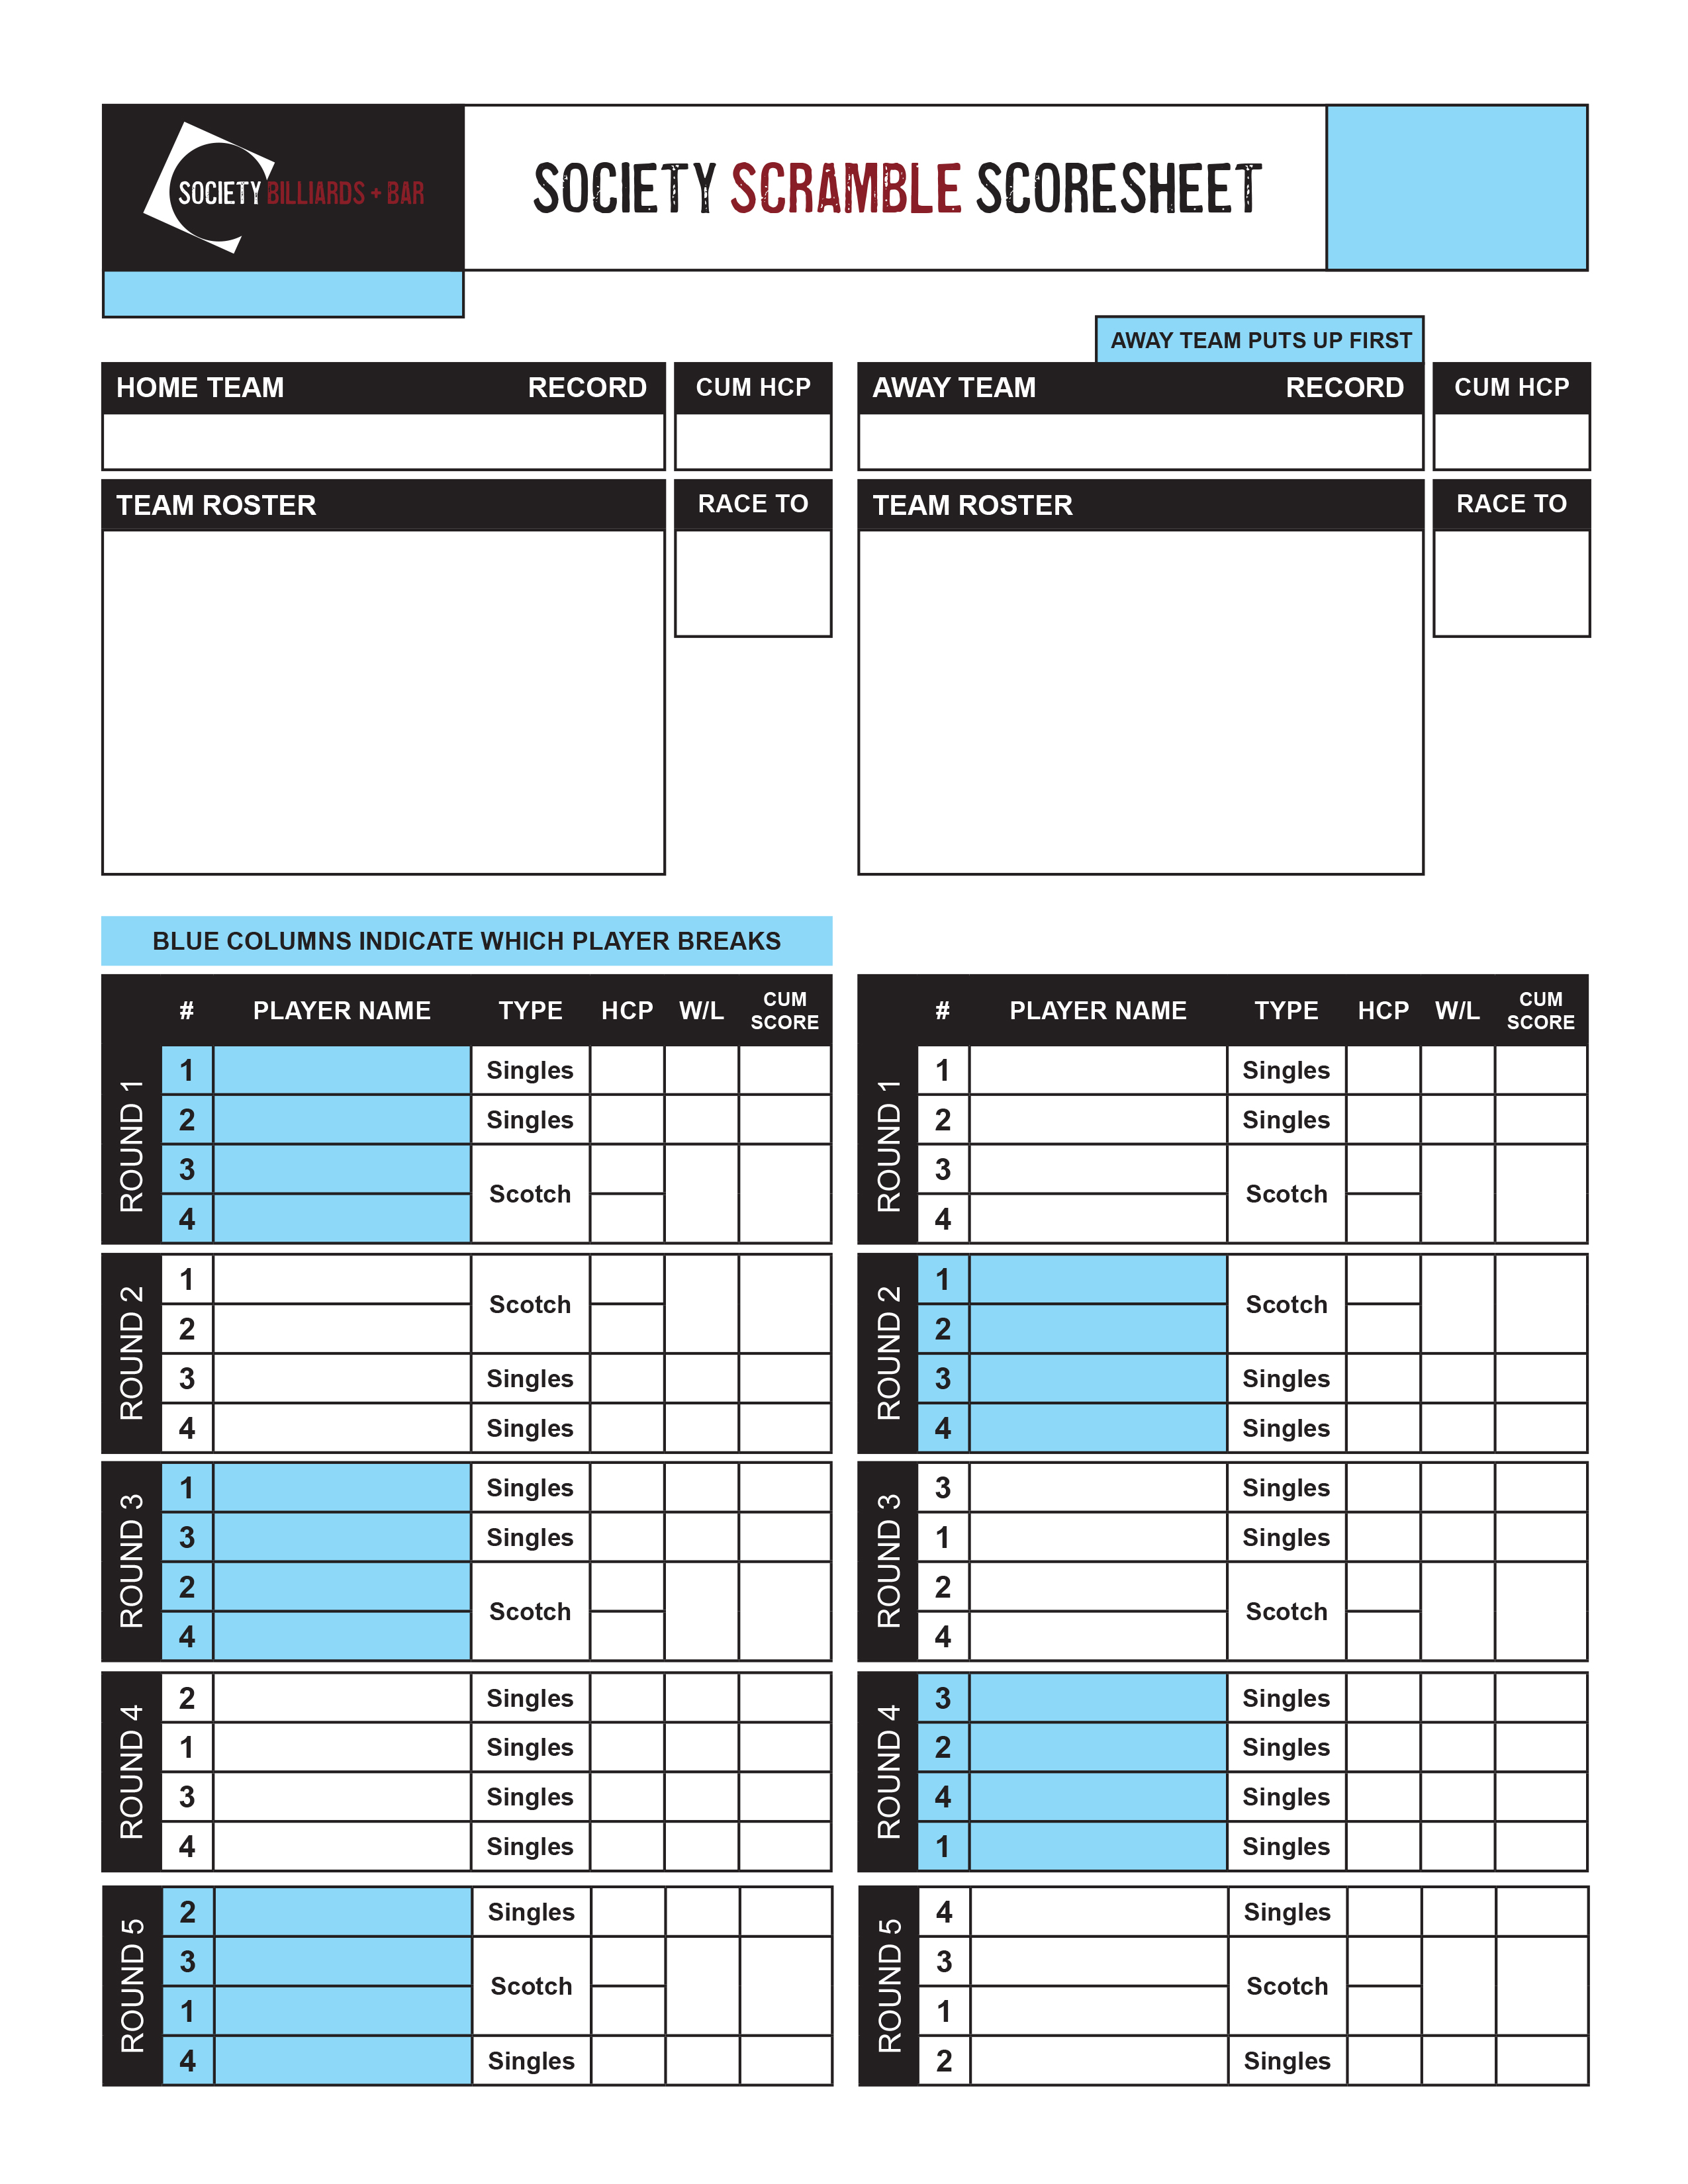 SOCIETY BILLIARDS + BAR
SOCIETY SCRAMBLE SCORESHEET
AWAY TEAM PUTS UP FIRST
HOME TEAM RECORD CUM HCP
AWAY TEAM RECORD CUM HCP
TEAM ROSTER RACE TO
TEAM ROSTER RACE TO
BLUE COLUMNS INDICATE WHICH PLAYER BREAKS
# PLAYER NAME TYPE HCP W/L CUM SCORE
ROUND 1
1 Singles
2 Singles
3 Scotch
4
ROUND 2
1 Scotch
2
3 Singles
4 Singles
ROUND 3
1 Singles
3 Singles
2 Scotch
4
ROUND 4
2 Singles
1 Singles
3 Singles
4 Singles
ROUND 5
2 Singles
3 Scotch
1
4 Singles
# PLAYER NAME TYPE HCP W/L CUM SCORE
ROUND 1
1 Singles
2 Singles
3 Scotch
4
ROUND 2
1 Scotch
2
3 Singles
4 Singles
ROUND 3
3 Singles
1 Singles
2 Scotch
4
ROUND 4
3 Singles
2 Singles
4 Singles
1 Singles
ROUND 5
4 Singles
3 Scotch
1
2 Singles